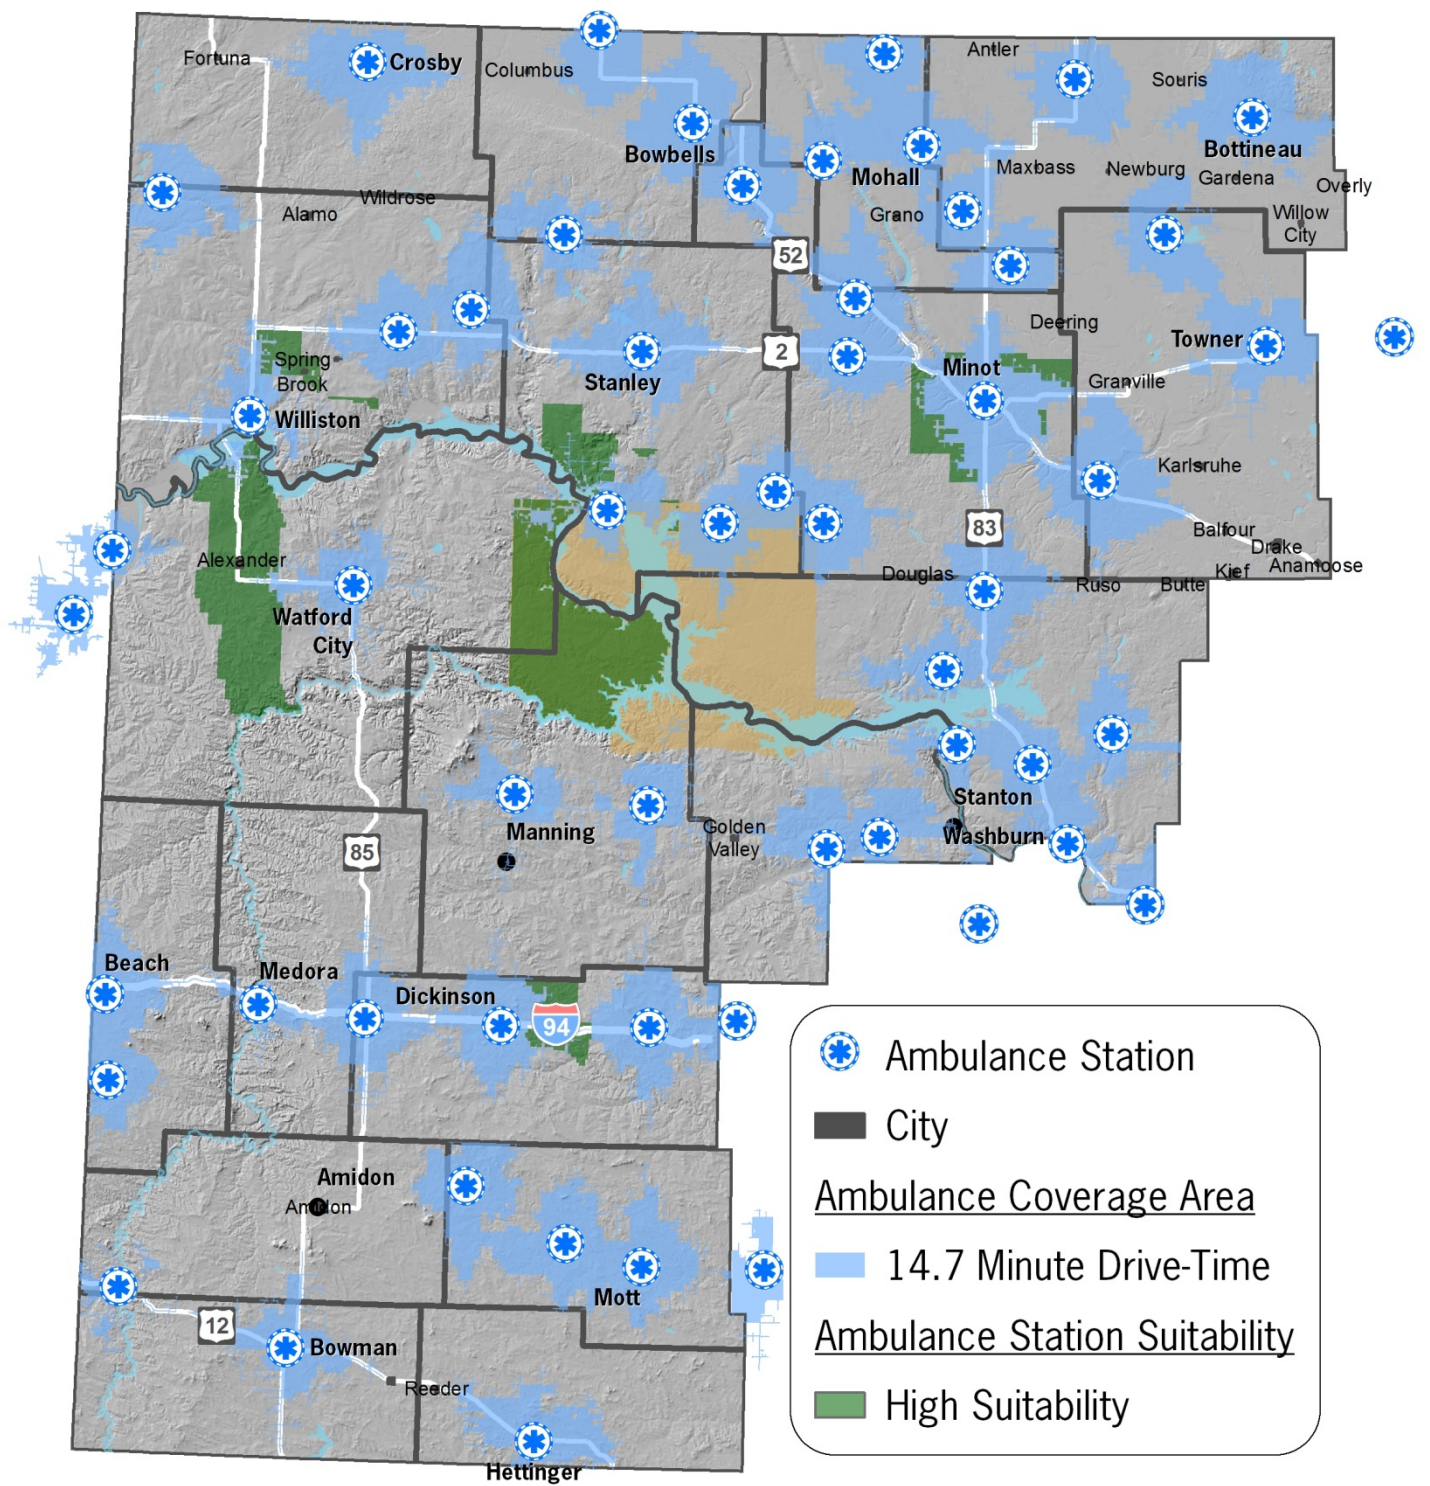 Fortuna
Crosby
Columbus
Antler
Souris
Bowbells
Mohall
Maxbass
Newburg
Bottineau
Gardena
Overly
Wildrose
Alamo
Grano
Willow
City
52
Deering
Towner
2
Spring
Brook
Stanley
Minot
Granville
Williston
Karlsruhe
83
Balfour
Drake
Alexander
Douglas
Kief
Anamoose
Ruso
Butte
Watford
City
Stanton
Manning
Golden
Valley
Washburn
85
Beach
Medora
Dickinson
94
Amidon
Amidon
Mott
12
Bowman
Reeder
Hettinger
Ambulance Station
City
Ambulance Coverage Area
14.7 Minute Drive-Time
Ambulance Station Suitability
High Suitability